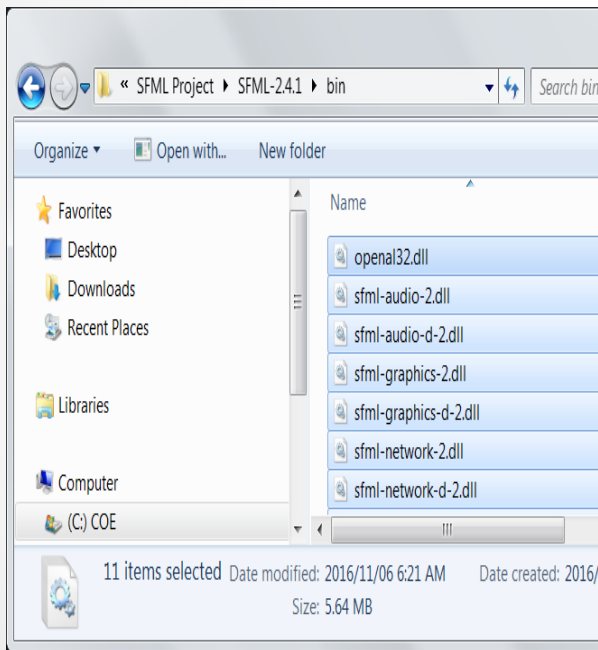 « SFML Project SFML-2.4.1 bin Search bin
Organize Open with... New folder
Favorites
Desktop
Downloads
Recent Places
Libraries
Computer
(C:) COE
Name
openal32.dll
sfml-audio-2.dll
sfml-audio-d-2.dll
sfml-graphics-2.dll
sfml-graphics-d-2.dll
sfml-network-2.dll
sfml-network-d-2.dll
11 items selected Date modified: 2016/11/06 6:21 AM Date created: 2016/
Size: 5.64 MB